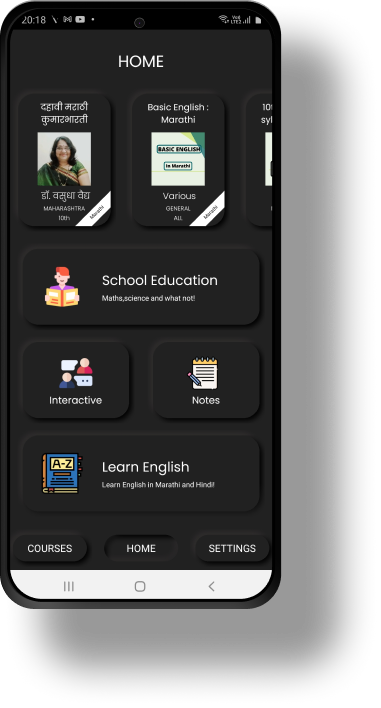 20:18
HOME
दहावी मराठी
कुमारभारती
डॉ. वसुधा वैद्य
MAHARASHTRA
10th
Marathi
Basic English :
Marathi
BASIC ENGLISH
in Marathi
Various
GENERAL
ALL
Marathi
School Education
Maths,science and what not!
Interactive
Notes
A-Z
Learn English
Learn English in Marathi and Hindi!
COURSES
HOME
SETTINGS